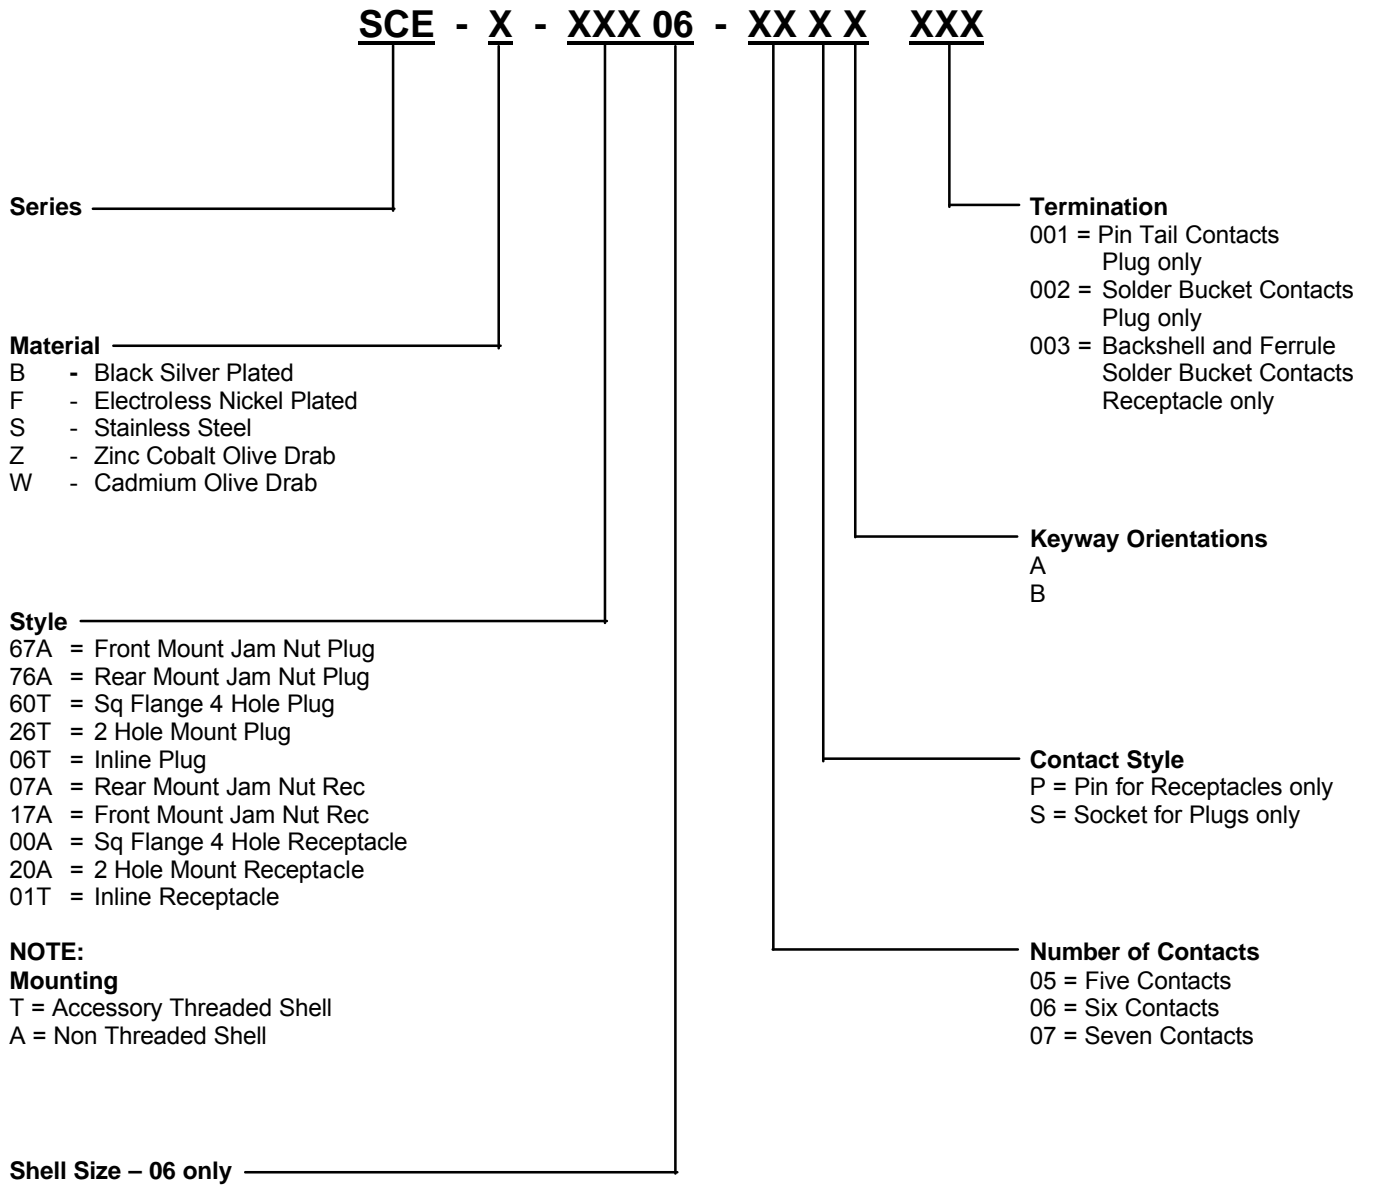 SCE - X - XXX 06 - XX X X XXX
Series
Material
B - Black Silver Plated
F - Electroless Nickel Plated
S - Stainless Steel
Z - Zinc Cobalt Olive Drab
W - Cadmium Olive Drab
Style
67A = Front Mount Jam Nut Plug
76A = Rear Mount Jam Nut Plug
60T = Sq Flange 4 Hole Plug
26T = 2 Hole Mount Plug
06T = Inline Plug
07A = Rear Mount Jam Nut Rec
17A = Front Mount Jam Nut Rec
00A = Sq Flange 4 Hole Receptacle
20A = 2 Hole Mount Receptacle
01T = Inline Receptacle
NOTE:
Mounting
T = Accessory Threaded Shell
A = Non Threaded Shell
Shell Size – 06 only
Termination
001 = Pin Tail Contacts
Plug only
002 = Solder Bucket Contacts
Plug only
003 = Backshell and Ferrule
Solder Bucket Contacts
Receptacle only
Keyway Orientations
A
B
Contact Style
P = Pin for Receptacles only
S = Socket for Plugs only
Number of Contacts
05 = Five Contacts
06 = Six Contacts
07 = Seven Contacts